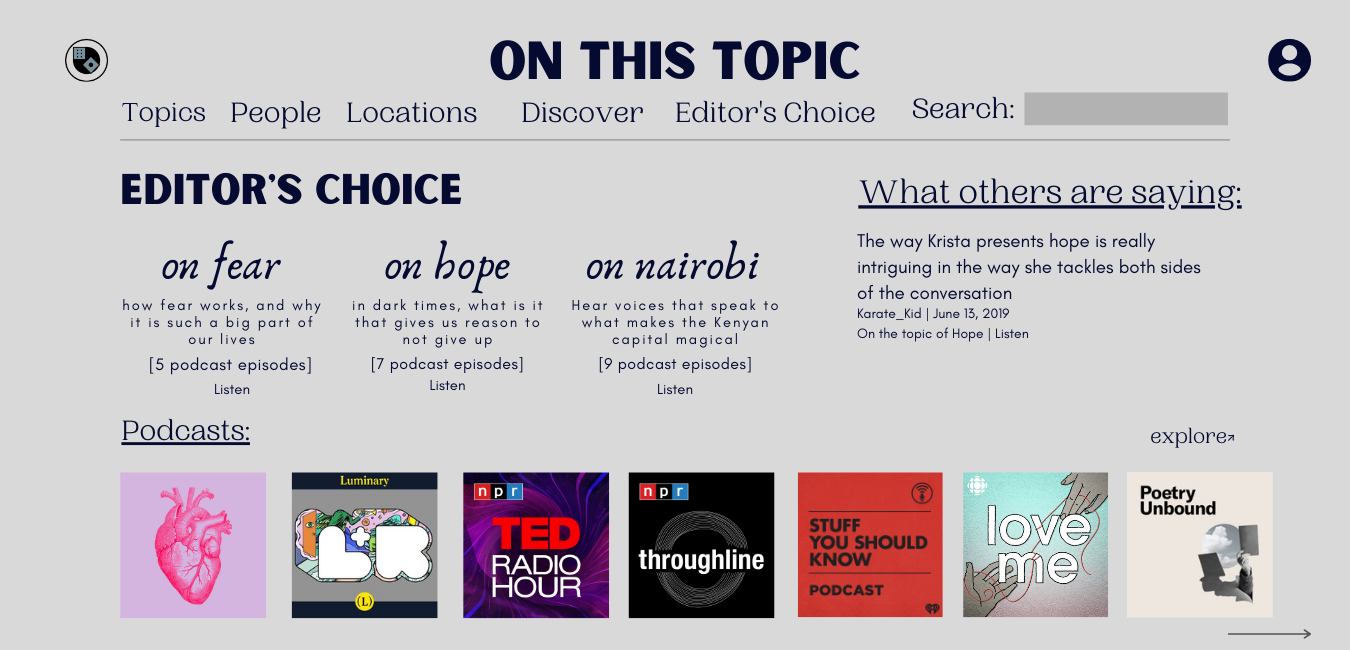 ON THIS TOPIC
Topics People Locations Discover Editor's Choice Search:
EDITOR'S CHOICE
on fear
how fear works, and why
it is such a big part of
our lives
[5 podcast episodes]
Listen
on hope
in dark times, what is it
that gives us reason to
not give up
[7 podcast episodes]
Listen
on nairobi
Hear voices that speak to
what makes the Kenyan
capital magical
[9 podcast episodes]
Listen
What others are saying:
The way Krista presents hope is really
intriguing in the way she tackles both sides
of the conversation
Karate_Kid | June 13, 2019
On the topic of Hope | Listen
Podcasts:
explore
Luminary
L+R
(L)
npr
TED
RADIO
HOUR
npr
throughline
STUFF
YOU SHOULD
KNOW
PODCAST
love
me
Poetry
Unbound